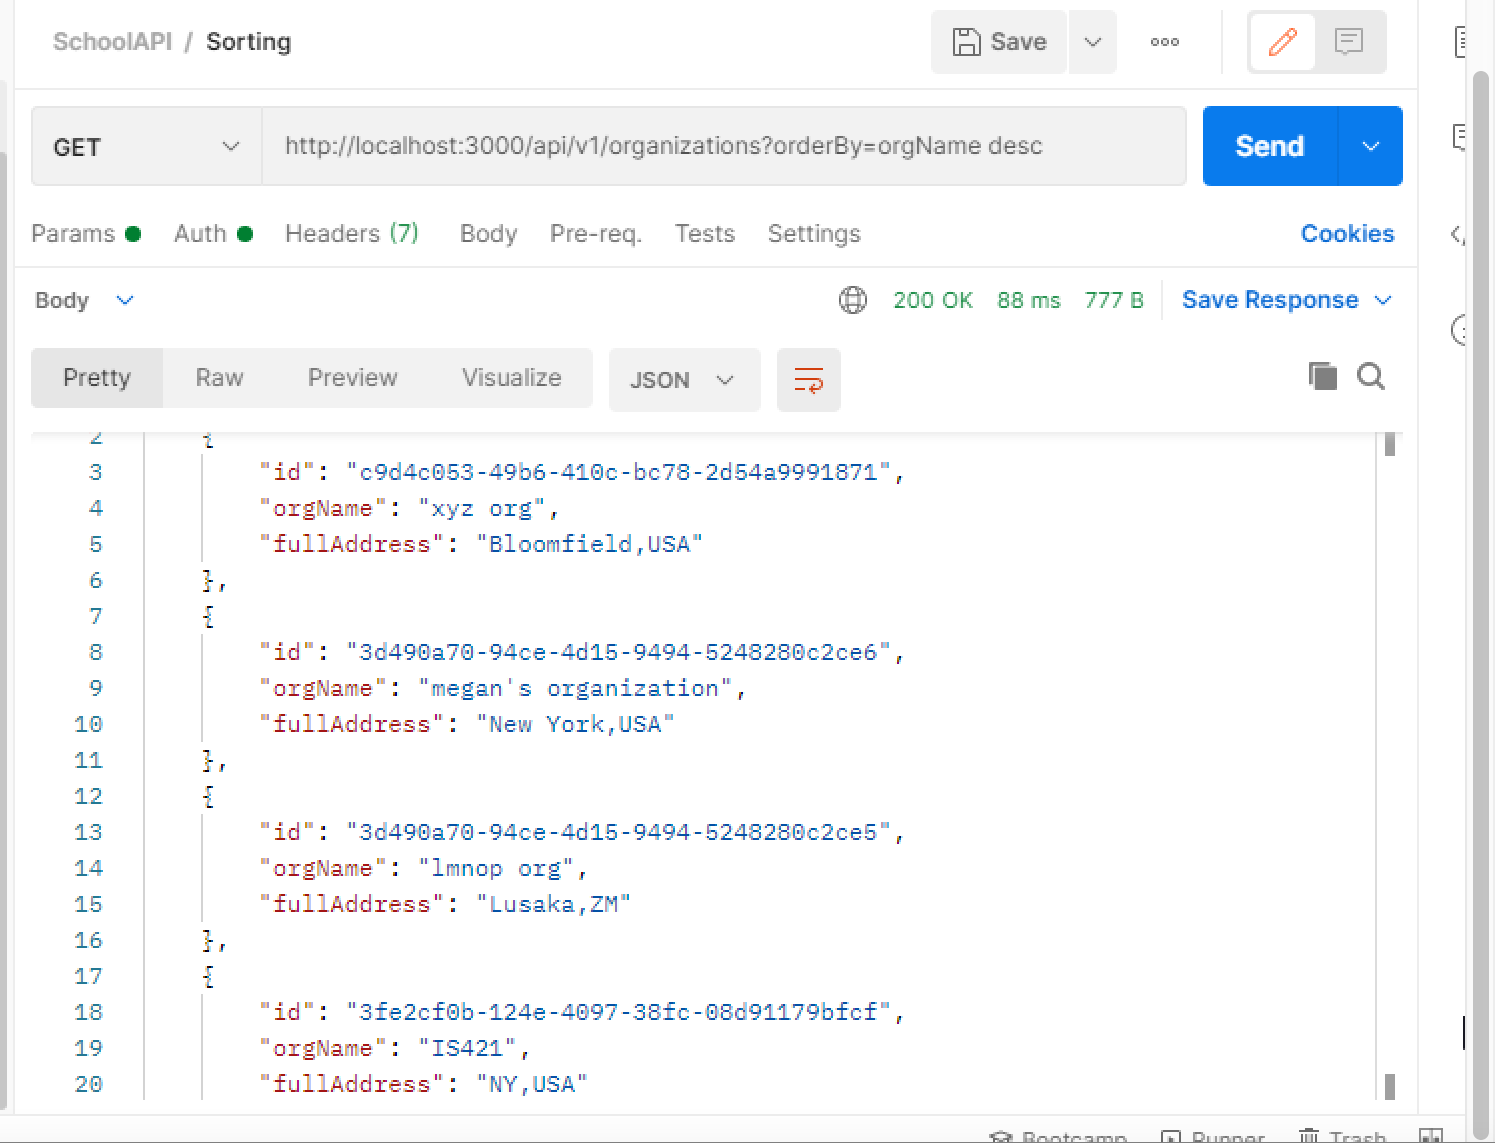 SchoolAPI / Sorting
Save
GET
http://localhost:3000/api/v1/organizations?orderBy=orgName desc
Send
Params Auth Headers (7) Body Pre-req. Tests Settings Cookies
Body 200 OK 88 ms 777 B Save Response
Pretty Raw Preview Visualize JSON
2 {
3 "id": "c9d4c053-49b6-410c-bc78-2d54a9991871",
4 "orgName": "xyz org",
5 "fullAddress": "Bloomfield,USA"
6 },
7 {
8 "id": "3d490a70-94ce-4d15-9494-5248280c2ce6",
9 "orgName": "megan's organization",
10 "fullAddress": "New York,USA"
11 },
12 {
13 "id": "3d490a70-94ce-4d15-9494-5248280c2ce5",
14 "orgName": "lmnop org",
15 "fullAddress": "Lusaka,ZM"
16 },
17 {
18 "id": "3fe2cf0b-124e-4097-38fc-08d91179bfcf",
19 "orgName": "IS421",
20 "fullAddress": "NY,USA"
Bootcamp Runner Trash